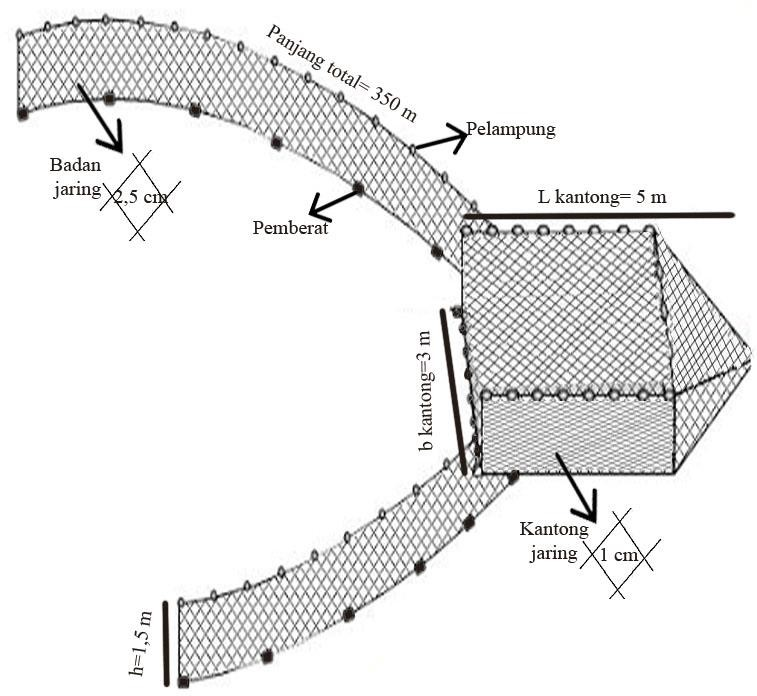 Panjang total= 350 m
Pelampung
Badan
jaring
2,5 cm
Pemberat
L kantong= 5 m
b kantong=3 m
Kantong
jaring
1 cm
h=1,5 m